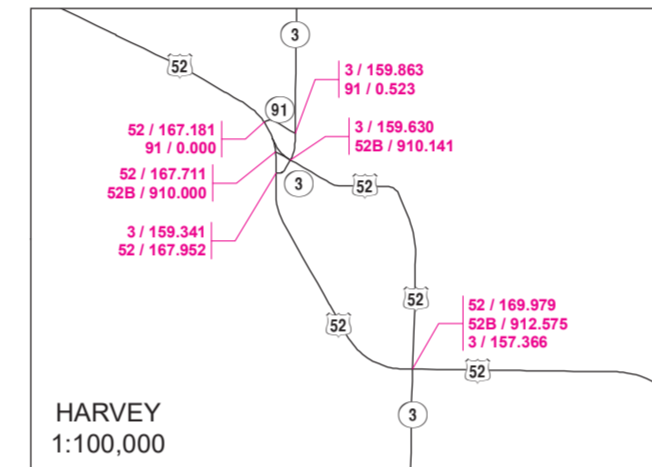 3
52
3 / 159.863
91 / 0.523
91
52 / 167.181
91 / 0.000
3 / 159.630
52B / 910.141
52 / 167.711
52B / 910.000
3
52
3 / 159.341
52 / 167.952
52
52
52 / 169.979
52B / 912.575
3 / 157.366
52
3
HARVEY
1:100,000